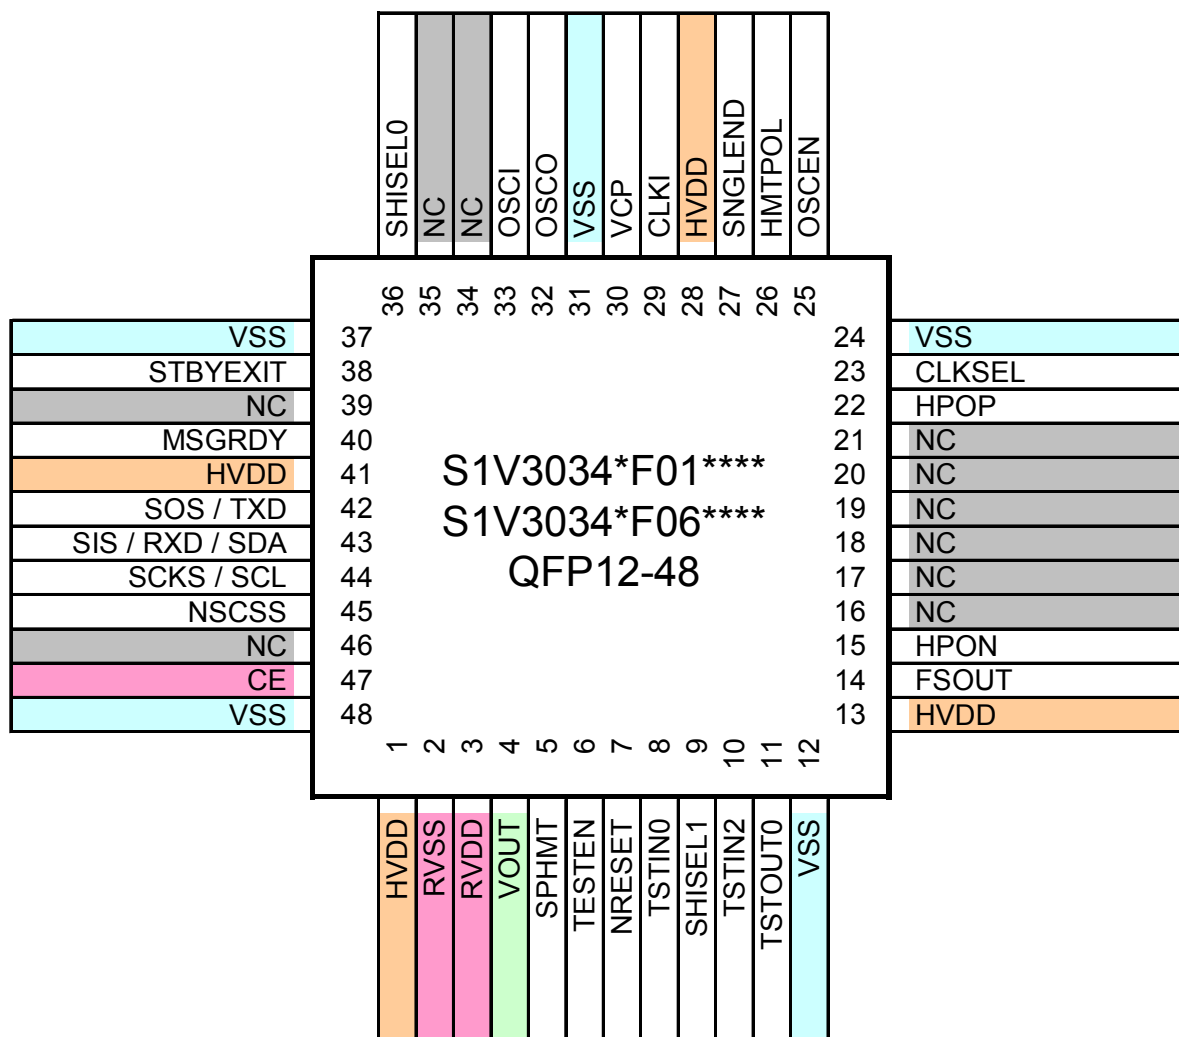 SHISEL0
NC
NC
OSCI
OSCO
VSS
VCP
CLKI
HVDD
SNGLEND
HMTPOL
OSCEN
36 35 34 33 32 31 30 29 28 27 26 25
VSS 37 24 VSS
STBYEXIT 38 23 CLKSEL
NC 39 22 HPOP
MSGRDY 40 21 NC
HVDD 41 20 NC
SOS / TXD 42 19 NC
SIS / RXD / SDA 43 18 NC
SCKS / SCL 44 17 NC
NSCSS 45 16 NC
NC 46 15 HPON
CE 47 14 FSOUT
VSS 48 13 HVDD
S1V3034*F01****
S1V3034*F06****
QFP12-48
1 2 3 4 5 6 7 8 9 10 11 12
HVDD
RVSS
RVDD
VOUT
SPHMT
TESTEN
NRESET
TSTIN0
SHISEL1
TSTIN2
TSTOUT0
VSS